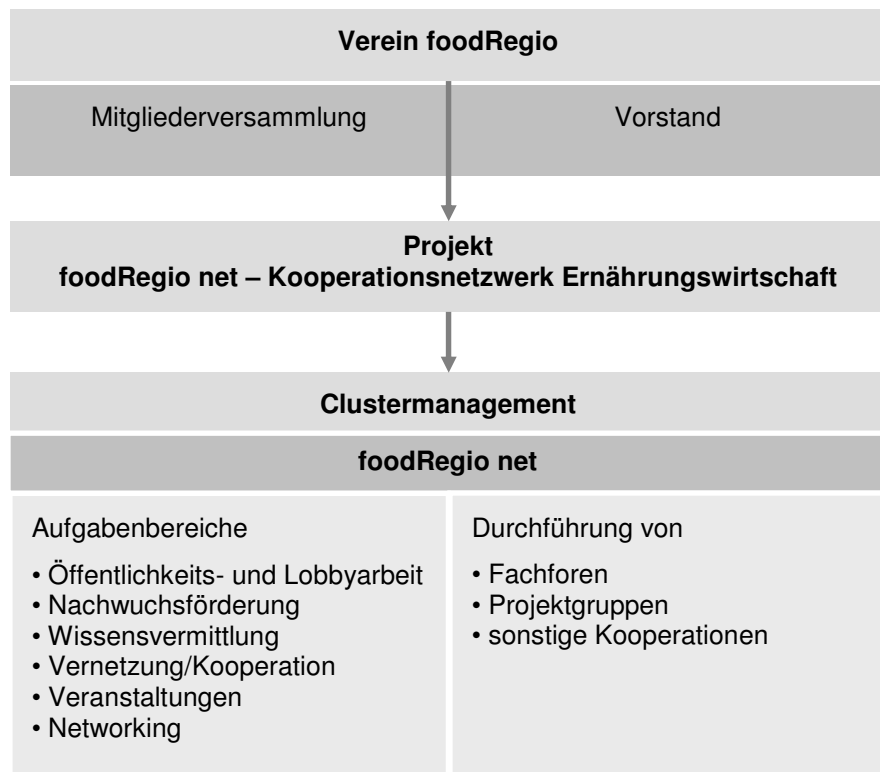 Verein foodRegio
Mitgliederversammlung
Vorstand
Projekt
foodRegio net – Kooperationsnetzwerk Ernährungswirtschaft
Clustermanagement
foodRegio net
Aufgabenbereiche
• Öffentlichkeits- und Lobbyarbeit
• Nachwuchsförderung
• Wissensvermittlung
• Vernetzung/Kooperation
• Veranstaltungen
• Networking
Durchführung von
• Fachforen
• Projektgruppen
• sonstige Kooperationen